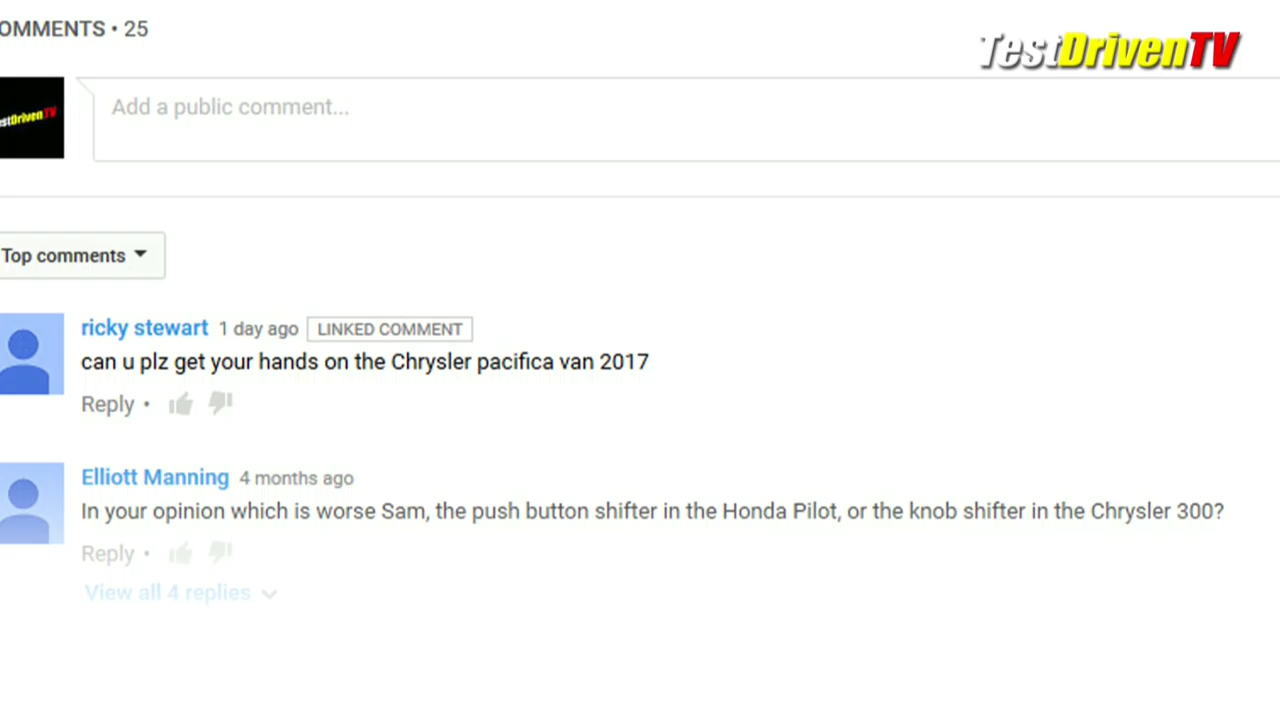 OMMENTS • 25
TestDrivenTV
stDrivenTV
Add a public comment...
Top comments
ricky stewart 1 day ago LINKED COMMENT
can u plz get your hands on the Chrysler pacifica van 2017
Reply •
Elliott Manning 4 months ago
In your opinion which is worse Sam, the push button shifter in the Honda Pilot, or the knob shifter in the Chrysler 300?
Reply •
View all 4 replies